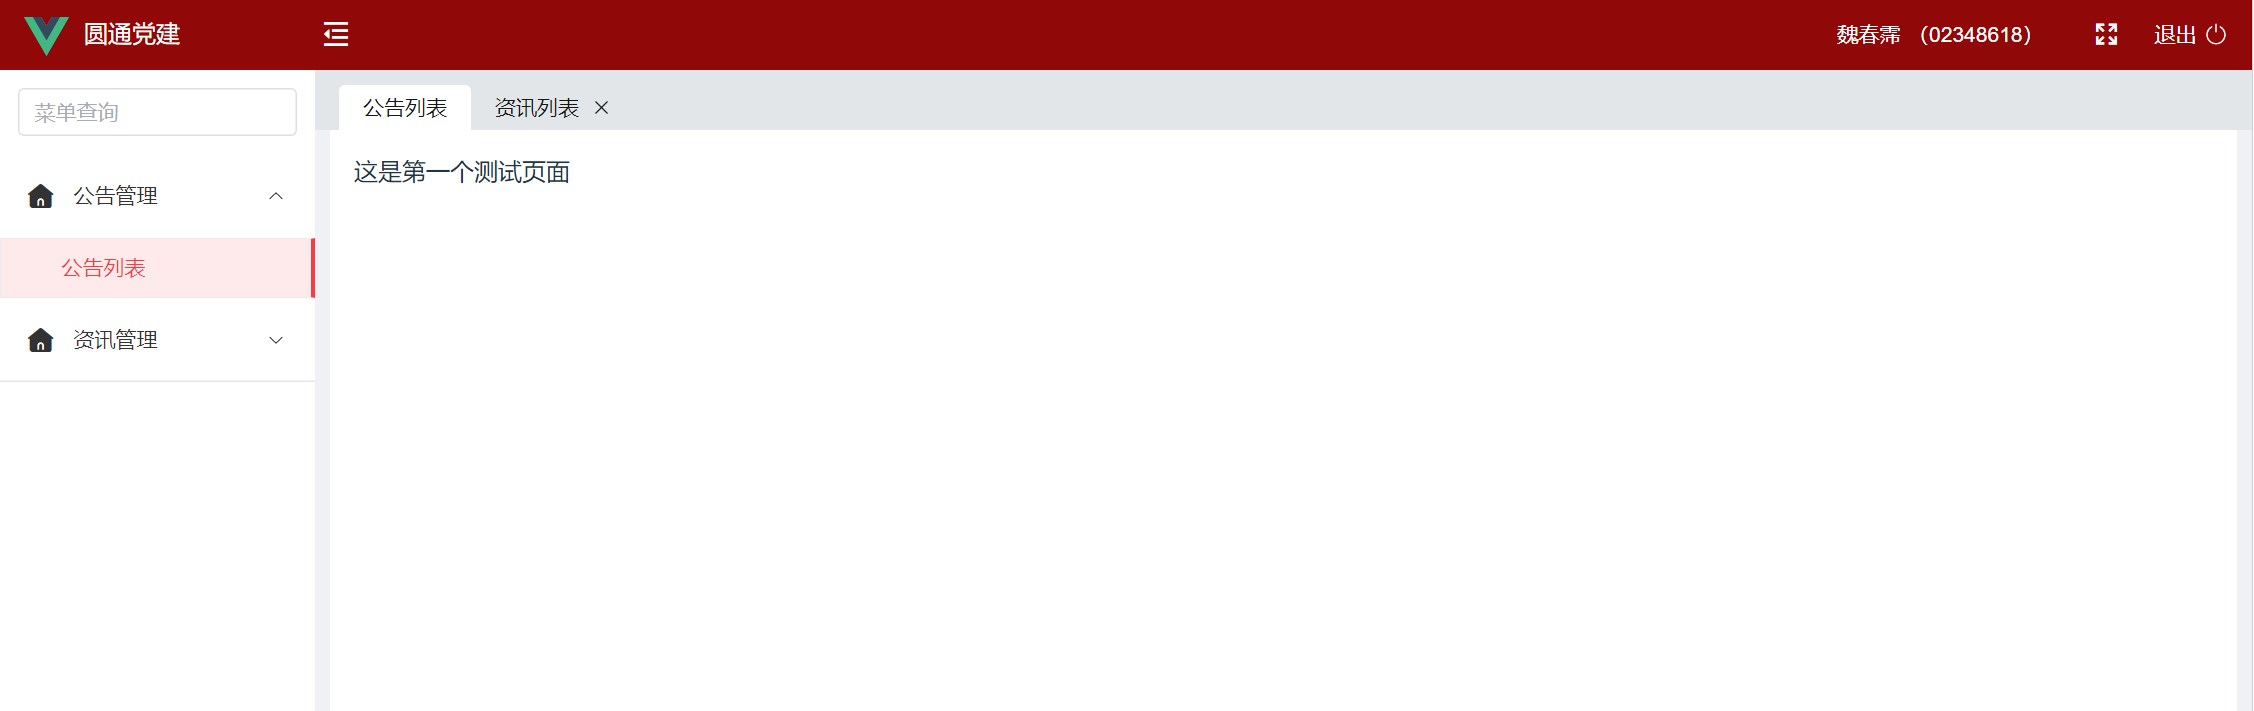 圆通党建
魏春霈 （02348618）
退出
菜单查询
公告列表
资讯列表
这是第一个测试页面
公告管理
公告列表
资讯管理